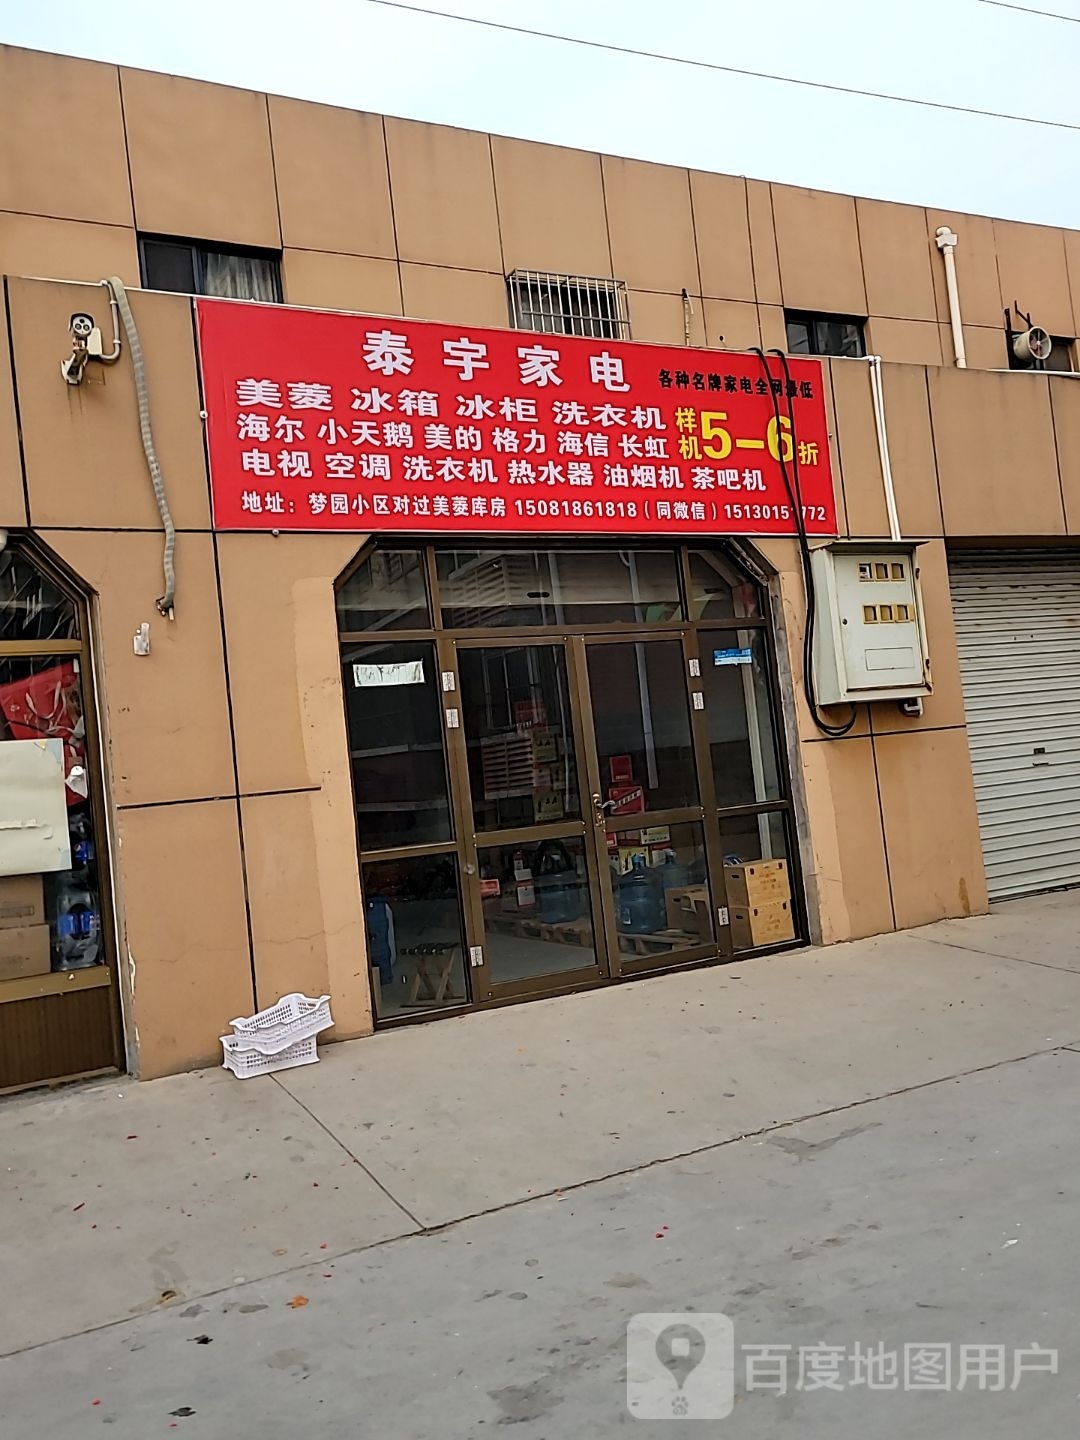 泰宇家电
各种名牌家电全网最低
美菱 冰箱 冰柜 洗衣机
样机5-6折
海尔 小天鹅 美的 格力 海信 长虹
电视 空调 洗衣机 热水器 油烟机 茶吧机
地址：梦园小区对过美菱库房 15081861818（同微信）
百度地图用户